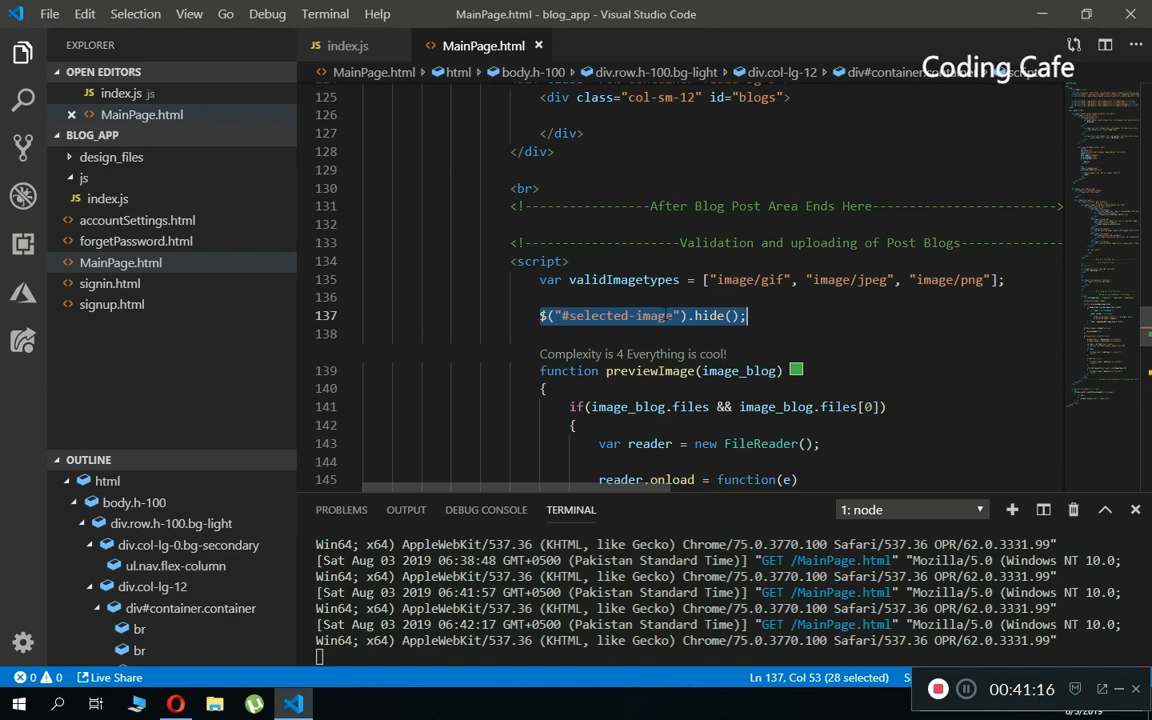 File Edit Selection View Go Debug Terminal Help MainPage.html - blog_app - Visual Studio Code
EXPLORER
JS index.js
<> MainPage.html ×
Coding Cafe
MainPage.html > html > body.h-100 > div.row.h-100.bg-light > div.col-lg-12 >
OPEN EDITORS
index.js js
× <> MainPage.html
BLOG_APP
design_files
js
JS index.js
<> accountSettings.html
<> forgetPassword.html
<> MainPage.html
<> signin.html
<> signup.html
OUTLINE
html
body.h-100
div.row.h-100.bg-light
div.col-lg-0.bg-secondary
ul.nav.flex-column
div.col-lg-12
div#container.container
br
br
125 <div class="col-sm-12" id="blogs">
126
127 </div>
128 </div>
129
130 <br>
131 <!-----------------After Blog Post Area Ends Here------------------------->
132
133 <!---------------------Validation and uploading of Post Blogs--------------
134 <script>
135 var validImagetypes = ["image/gif", "image/jpeg", "image/png"];
136
137 $("#selected-image").hide();
138
Complexity is 4 Everything is cool!
139 function previewImage(image_blog)
140 {
141 if(image_blog.files && image_blog.files[0])
142 {
143 var reader = new FileReader();
144
145 reader.onload = function(e)
PROBLEMS OUTPUT DEBUG CONSOLE TERMINAL 1: node
Win64; x64) AppleWebKit/537.36 (KHTML, like Gecko) Chrome/75.0.3770.100 Safari/537.36 OPR/62.0.3331.99"
[Sat Aug 03 2019 06:38:48 GMT+0500 (Pakistan Standard Time)] "GET /MainPage.html" "Mozilla/5.0 (Windows NT 10.0;
Win64; x64) AppleWebKit/537.36 (KHTML, like Gecko) Chrome/75.0.3770.100 Safari/537.36 OPR/62.0.3331.99"
[Sat Aug 03 2019 06:41:57 GMT+0500 (Pakistan Standard Time)] "GET /MainPage.html" "Mozilla/5.0 (Windows NT 10.0;
Win64; x64) AppleWebKit/537.36 (KHTML, like Gecko) Chrome/75.0.3770.100 Safari/537.36 OPR/62.0.3331.99"
[Sat Aug 03 2019 06:42:17 GMT+0500 (Pakistan Standard Time)] "GET /MainPage.html" "Mozilla/5.0 (Windows NT 10.0;
Win64; x64) AppleWebKit/537.36 (KHTML, like Gecko) Chrome/75.0.3770.100 Safari/537.36 OPR/62.0.3331.99"
0 0 Live Share Ln 137, Col 53 (28 selected)
00:41:16